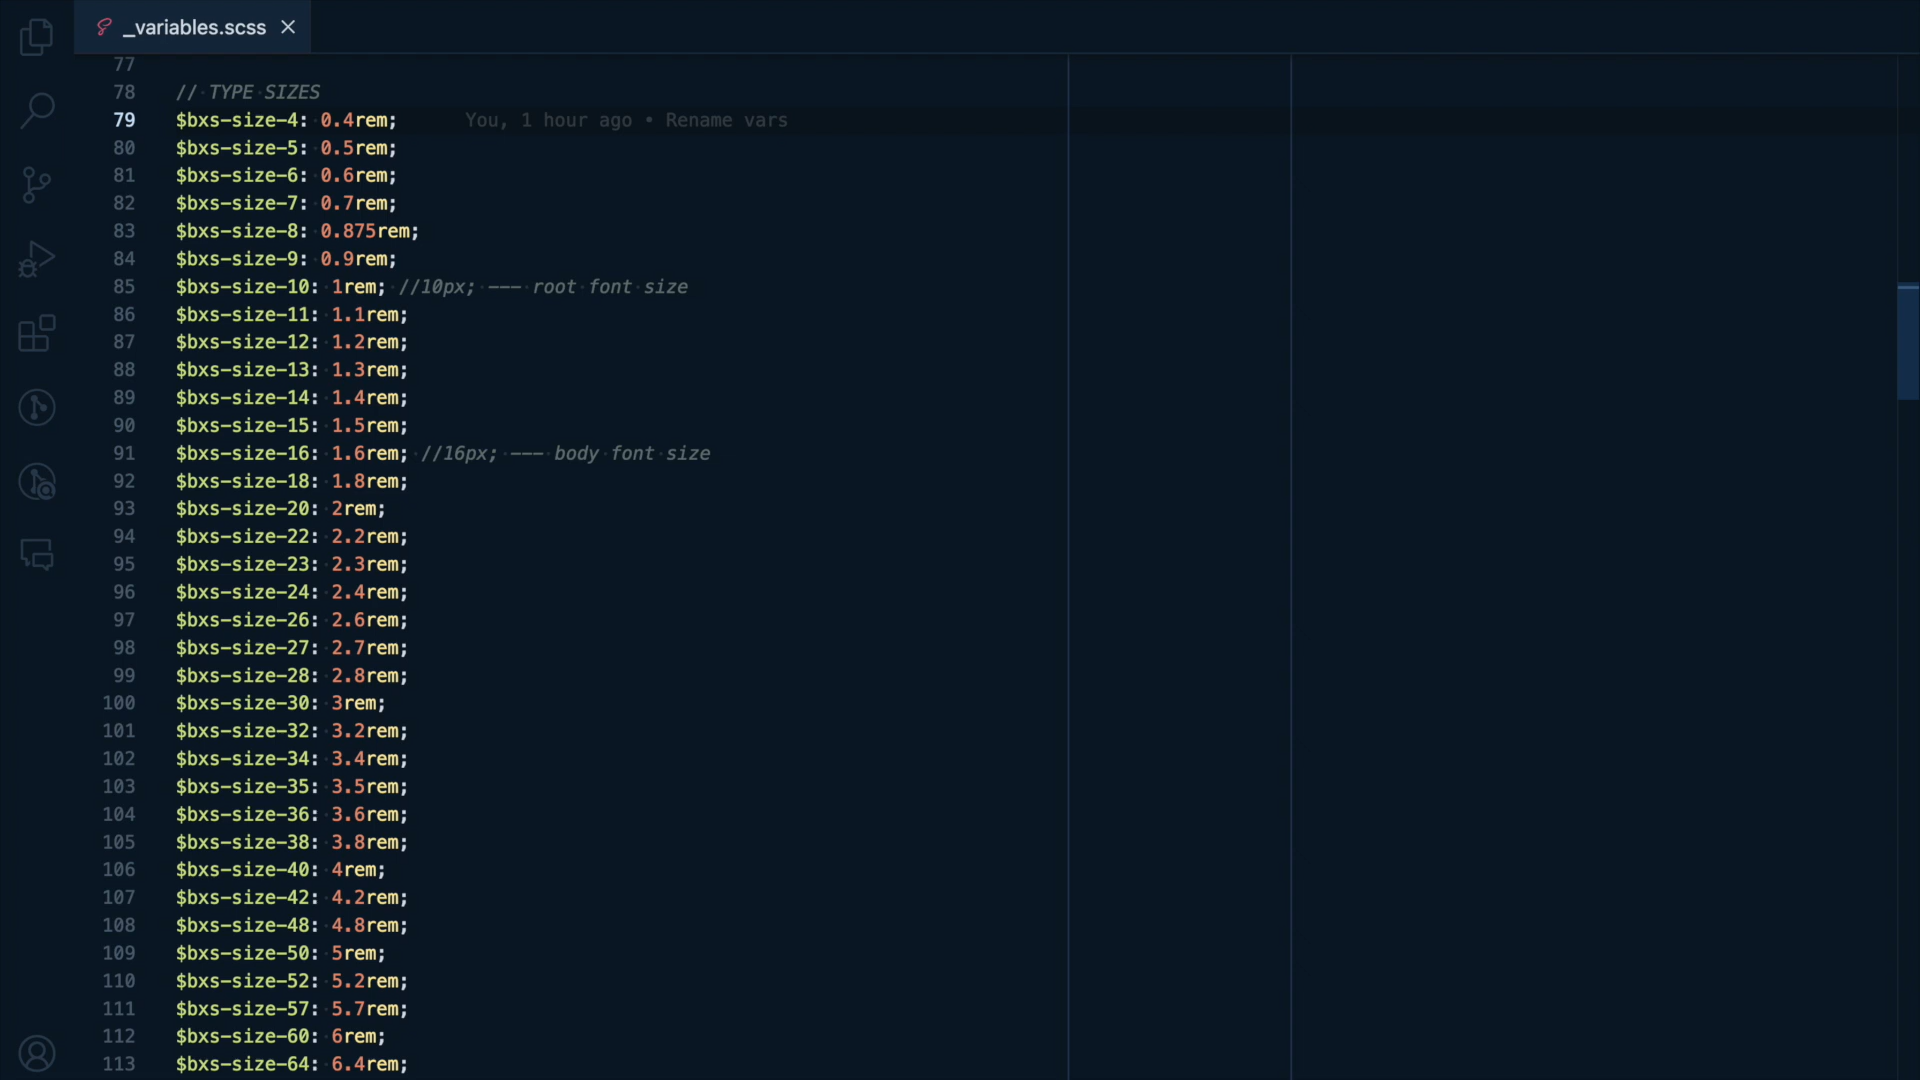 _variables.scss
77
78 // TYPE SIZES
79 $bxs-size-4: 0.4rem; You, 1 hour ago • Rename vars
80 $bxs-size-5: 0.5rem;
81 $bxs-size-6: 0.6rem;
82 $bxs-size-7: 0.7rem;
83 $bxs-size-8: 0.875rem;
84 $bxs-size-9: 0.9rem;
85 $bxs-size-10: 1rem; //10px; --- root font size
86 $bxs-size-11: 1.1rem;
87 $bxs-size-12: 1.2rem;
88 $bxs-size-13: 1.3rem;
89 $bxs-size-14: 1.4rem;
90 $bxs-size-15: 1.5rem;
91 $bxs-size-16: 1.6rem; //16px; --- body font size
92 $bxs-size-18: 1.8rem;
93 $bxs-size-20: 2rem;
94 $bxs-size-22: 2.2rem;
95 $bxs-size-23: 2.3rem;
96 $bxs-size-24: 2.4rem;
97 $bxs-size-26: 2.6rem;
98 $bxs-size-27: 2.7rem;
99 $bxs-size-28: 2.8rem;
100 $bxs-size-30: 3rem;
101 $bxs-size-32: 3.2rem;
102 $bxs-size-34: 3.4rem;
103 $bxs-size-35: 3.5rem;
104 $bxs-size-36: 3.6rem;
105 $bxs-size-38: 3.8rem;
106 $bxs-size-40: 4rem;
107 $bxs-size-42: 4.2rem;
108 $bxs-size-48: 4.8rem;
109 $bxs-size-50: 5rem;
110 $bxs-size-52: 5.2rem;
111 $bxs-size-57: 5.7rem;
112 $bxs-size-60: 6rem;
113 $bxs-size-64: 6.4rem;